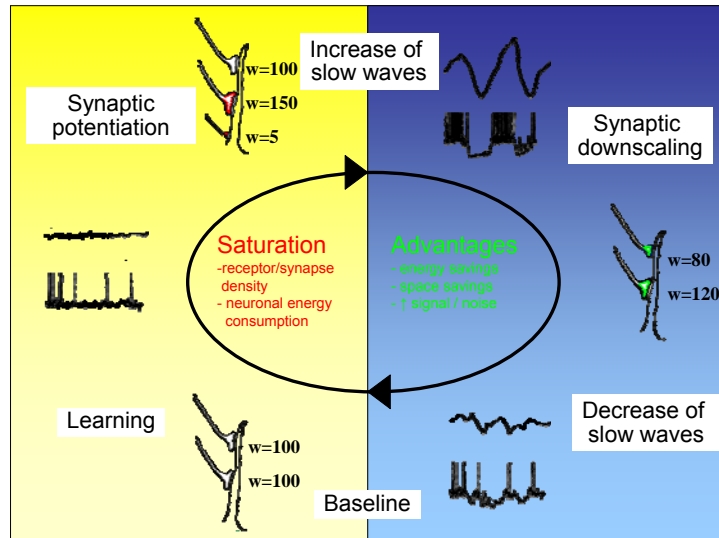 Increase of
slow waves
w=100
w=150
w=5
Synaptic
potentiation
Synaptic
downscaling
Saturation
-receptor/synapse
density
- neuronal energy
consumption
Advantages
- energy savings
- space savings
- ↑ signal / noise
w=80
w=120
Learning
w=100
w=100
Decrease of
slow waves
Baseline